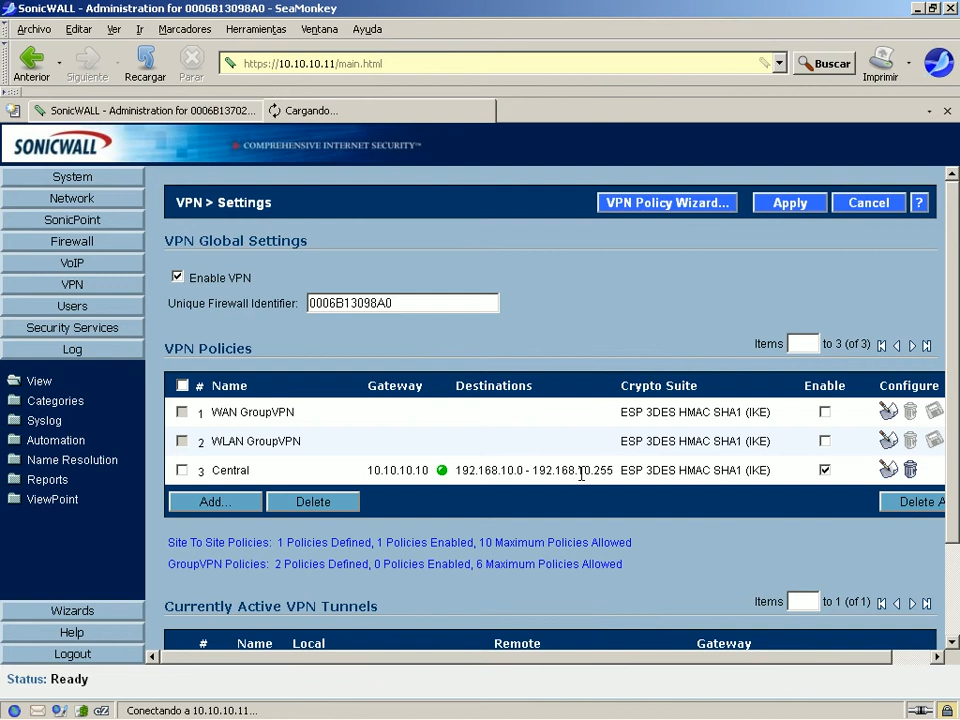 SonicWALL - Administration for 0006B13098A0 - SeaMonkey
Archivo Editar Ver Ir Marcadores Herramientas Ventana Ayuda
Anterior Siguiente Recargar Parar https://10.10.10.11/main.html Buscar Imprimir
SonicWALL - Administration for 0006B13702... Cargando...
SONICWALL COMPREHENSIVE INTERNET SECURITY™
System
Network
SonicPoint
Firewall
VoIP
VPN
Users
Security Services
Log
View
Categories
Syslog
Automation
Name Resolution
Reports
ViewPoint
Wizards
Help
Logout
VPN > Settings VPN Policy Wizard... Apply Cancel ?
VPN Global Settings
Enable VPN
Unique Firewall Identifier: 0006B13098A0
VPN Policies Items to 3 (of 3)
# Name Gateway Destinations Crypto Suite Enable Configure
1 WAN GroupVPN ESP 3DES HMAC SHA1 (IKE)
2 WLAN GroupVPN ESP 3DES HMAC SHA1 (IKE)
3 Central 10.10.10.10 192.168.10.0 - 192.168.10.255 ESP 3DES HMAC SHA1 (IKE)
Add... Delete Delete A
Site To Site Policies: 1 Policies Defined, 1 Policies Enabled, 10 Maximum Policies Allowed
GroupVPN Policies: 2 Policies Defined, 0 Policies Enabled, 6 Maximum Policies Allowed
Currently Active VPN Tunnels Items to 1 (of 1)
# Name Local Remote Gateway
Status: Ready
Conectando a 10.10.10.11...